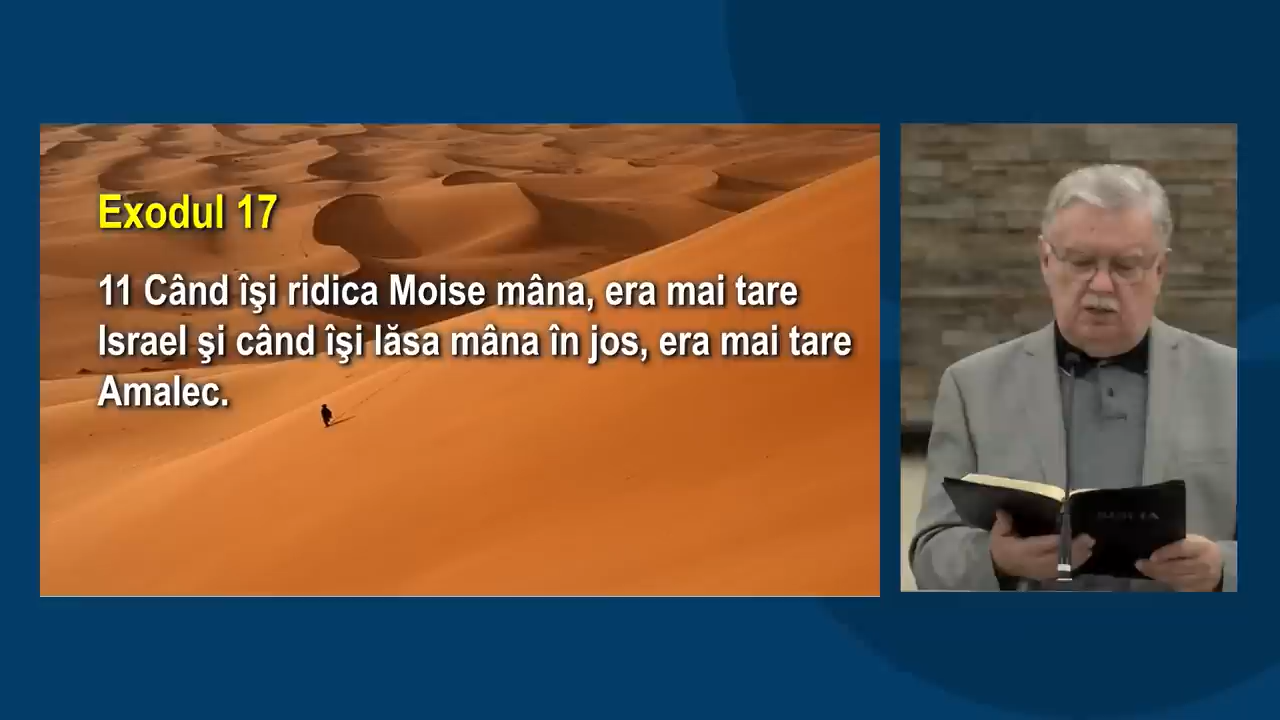 Exodul 17
11 Când îşi ridica Moise mâna, era mai tare
Israel şi când îşi lăsa mâna în jos, era mai tare
Amalec.
BIBLIA